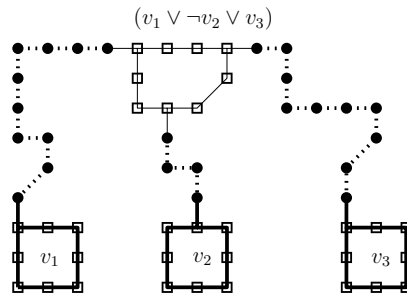 (v₁ ∨ ¬v₂ ∨ v₃)
v₁ v₂ v₃